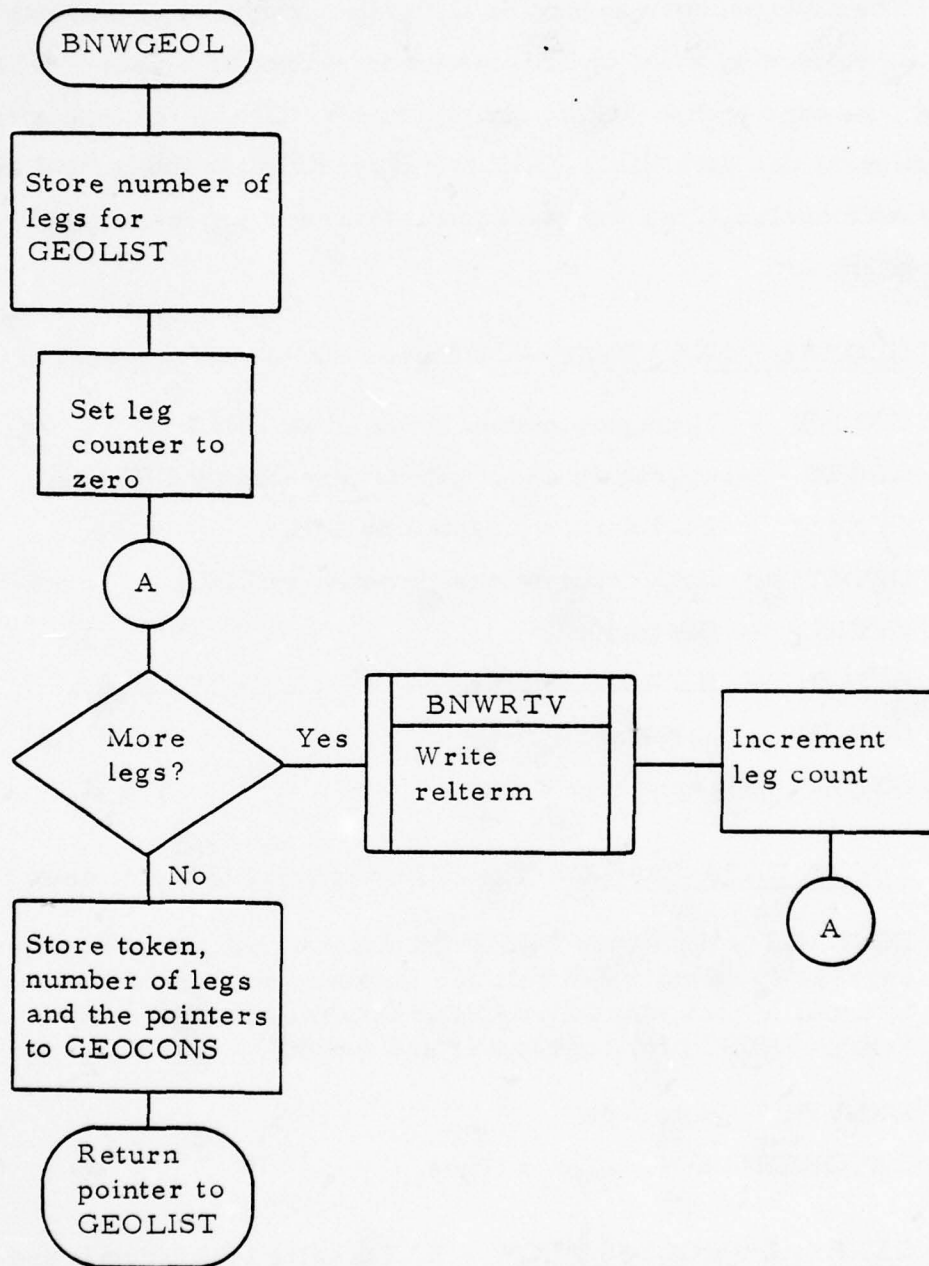 BNWGEOL
Store number of
legs for
GEOLIST
Set leg
counter to
zero
A
More
legs?
Yes
BNWRTV
Write
relterm
Increment
leg count
A
No
Store token,
number of legs
and the pointers
to GEOCONS
Return
pointer to
GEOLIST